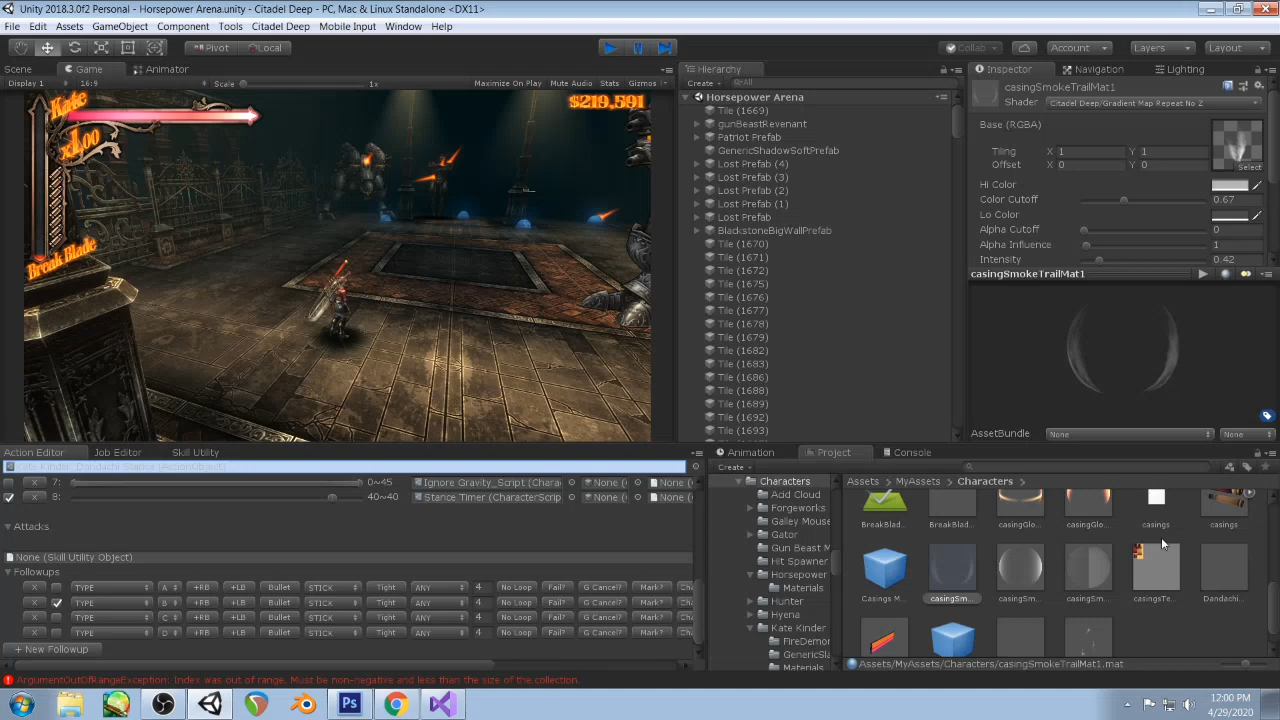 Unity 2018.3.0f2 Personal - Horsepower Arena.unity - Citadel Deep - PC, Mac & Linux Standalone <DX11>
File Edit Assets GameObject Component Tools Citadel Deep Mobile Input Window Help
Pivot Local Collab Account Layers Layout
Scene Game Animator Hierarchy Inspector Navigation Lighting
Display 1 16:9 Scale 1x Maximize On Play Mute Audio Stats Gizmos
Create All
Kate
$219,591
x1.00
Break Blade
Horsepower Arena
Tile (1669)
gunBeastRevenant
Patriot Prefab
GenericShadowSoftPrefab
Lost Prefab (4)
Lost Prefab (3)
Lost Prefab (2)
Lost Prefab (1)
Lost Prefab
BlackstoneBigWallPrefab
Tile (1670)
Tile (1671)
Tile (1672)
Tile (1675)
Tile (1676)
Tile (1677)
Tile (1678)
Tile (1679)
Tile (1682)
Tile (1683)
Tile (1686)
Tile (1688)
Tile (1691)
Tile (1692)
Tile (1693)
casingSmokeTrailMat1
Shader Citadel Deep/Gradient Map Repeat No Z
Base (RGBA)
Tiling X 1 Y 1
Offset X 0 Y 0
Select
Hi Color
Color Cutoff 0.67
Lo Color
Alpha Cutoff 0
Alpha Influence 1
Intensity 0.42
casingSmokeTrailMat1
AssetBundle None None
Action Editor Job Editor Skill Utility
7: 0~45 Ignore Gravity_Script (Chara None ( None (
8: 40~40 Stance Timer (CharacterScrip None ( None (
Attacks
None (Skill Utility Object)
Followups
X TYPE A +RB +LB Bullet STICK Tight ANY 4 No Loop Fail? G Cancel? Mark? Cha
X TYPE B +RB +LB Bullet STICK Tight ANY 4 No Loop Fail? G Cancel? Mark? Cha
X TYPE C +RB +LB Bullet STICK Tight ANY 4 No Loop Fail? G Cancel? Mark? Cha
X TYPE D +RB +LB Bullet STICK Tight ANY 4 No Loop Fail? G Cancel? Mark? Cha
+ New Followup
Animation Project Console
Create
Characters
Acid Cloud
Forgeworks
Galley Mouse
Gator
Gun Beast M
Hit Spawner
Horsepower
Materials
Hunter
Hyena
Kate Kinder
FireDemon
GenericSla
Materials
Assets MyAssets Characters
BreakBlad... BreakBlad... casingGlo... casingGlo... casings casings
Casings M... casingSm... casingSm... casingSm... casingsTe... Dandachi...
Assets/MyAssets/Characters/casingSmokeTrailMat1.mat
ArgumentOutOfRangeException: Index was out of range. Must be non-negative and less than the size of the collection.
12:00 PM
4/29/2020